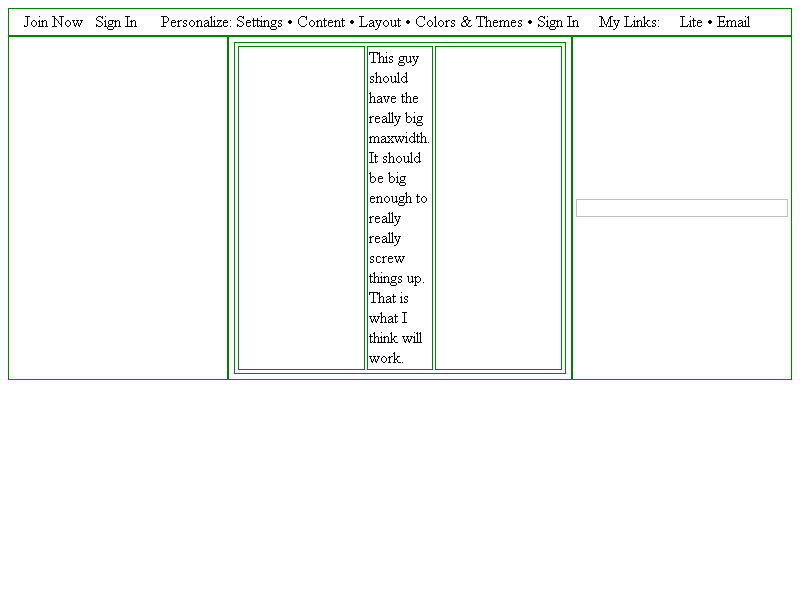 Join Now Sign In Personalize: Settings • Content • Layout • Colors & Themes • Sign In My Links: Lite • Email
This guy
should
have the
really big
maxwidth.
It should
be big
enough to
really
really
screw
things up.
That is
what I
think will
work.